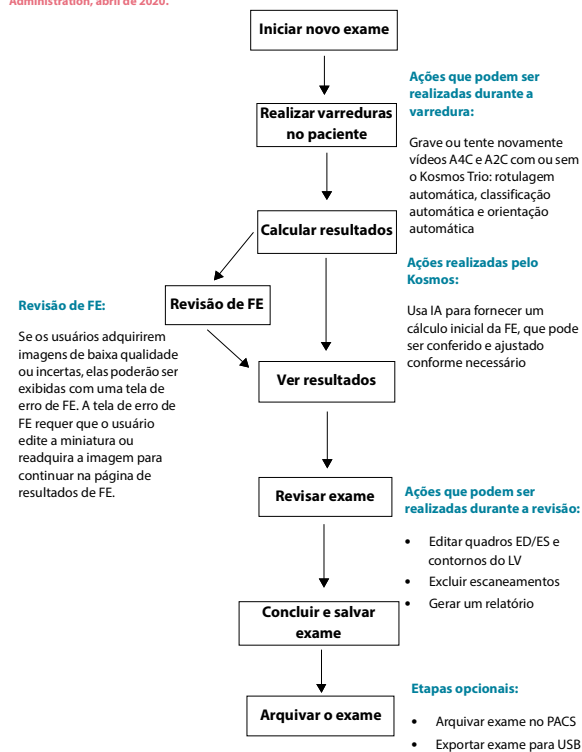 Administration, abril de 2020.
Iniciar novo exame
Ações que podem ser
realizadas durante a
varredura:
Realizar varreduras
no paciente
Grave ou tente novamente
vídeos A4C e A2C com ou sem
o Kosmos Trio: rotulagem
automática, classificação
automática e orientação
automática
Calcular resultados
Ações realizadas pelo
Kosmos:
Usa IA para fornecer um
cálculo inicial da FE, que pode
ser conferido e ajustado
conforme necessário
Revisão de FE
Revisão de FE:
Se os usuários adquirirem
imagens de baixa qualidade
ou incertas, elas poderão ser
exibidas com uma tela de
erro de FE. A tela de erro de
FE requer que o usuário
edite a miniatura ou
readquira a imagem para
continuar na página de
resultados de FE.
Ver resultados
Revisar exame
Ações que podem ser
realizadas durante a revisão:
• Editar quadros ED/ES e
contornos do LV
• Excluir escaneamentos
• Gerar um relatório
Concluir e salvar
exame
Arquivar o exame
Etapas opcionais:
• Arquivar exame no PACS
• Exportar exame para USB